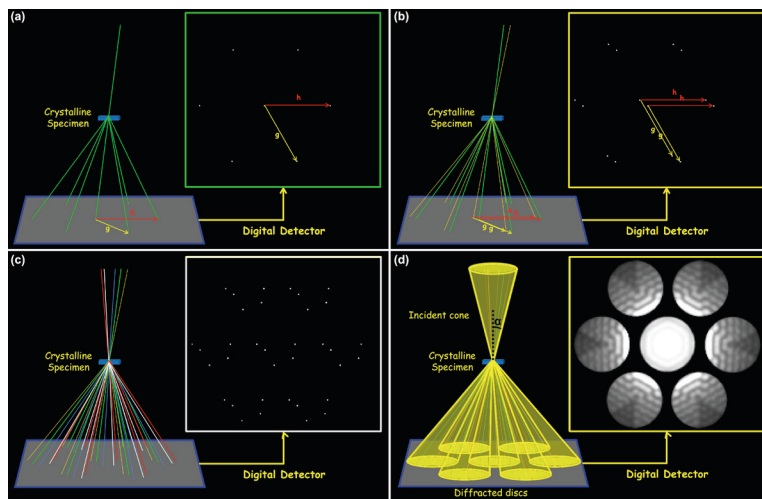 (a)
Crystalline
Specimen
h
g
h
g
Digital Detector
(b)
Crystalline
Specimen
h
h
g
g
g
g
Digital Detector
(c)
Crystalline
Specimen
Digital Detector
(d)
Incident cone
α
Crystalline
Specimen
Digital Detector
Diffracted discs